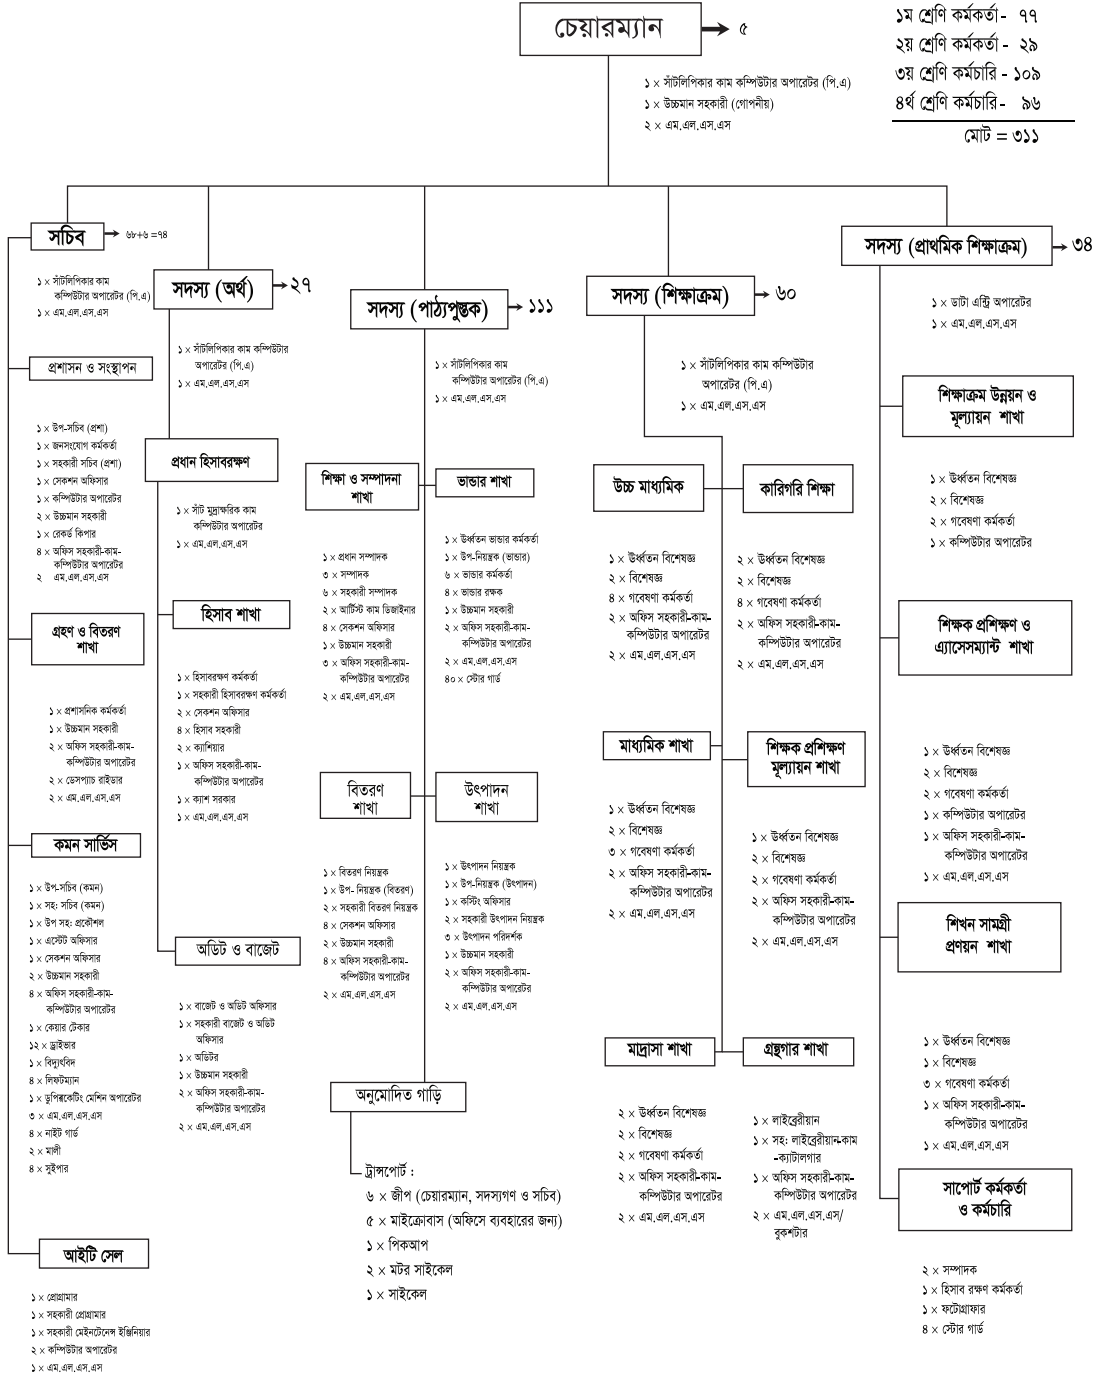 চেয়ারম্যান
৫
১ × সাঁটলিপিকার কাম কম্পিউটার অপারেটর (পি.এ)
১ × উচ্চমান সহকারী (গোপনীয়)
২ × এম.এল.এস.এস
১ম শ্রেণি কর্মকর্তা - ৭৭
২য় শ্রেণি কর্মকর্তা - ২৯
৩য় শ্রেণি কর্মচারি - ১০৯
৪র্থ শ্রেণি কর্মচারি - ৯৬
মোট = ৩১১
সচিব
৬৮+৬ =৭৪
১ × সাঁটলিপিকার কাম
কম্পিউটার অপারেটর (পি.এ)
১ × এম.এল.এস.এস
প্রশাসন ও সংস্থাপন
১ × উপ-সচিব (প্রশা)
১ × জনসংযোগ কর্মকর্তা
১ × সহকারী সচিব (প্রশা)
১ × সেকশন অফিসার
১ × কম্পিউটার অপারেটর
২ × উচ্চমান সহকারী
১ × রেকর্ড কিপার
৪ × অফিস সহকারী-কাম-
কম্পিউটার অপারেটর
২ এম.এল.এস.এস
গ্রহণ ও বিতরণ
শাখা
১ × প্রশাসনিক কর্মকর্তা
১ × উচ্চমান সহকারী
২ × অফিস সহকারী-কাম-
কম্পিউটার অপারেটর
২ × ডেসপ্যাচ রাইডার
২ × এম.এল.এস.এস
কমন সার্ভিস
১ × উপ-সচিব (কমন)
১ × সহ: সচিব (কমন)
১ × উপ সহ: প্রকৌশল
১ × এস্টেট অফিসার
১ × সেকশন অফিসার
২ × উচ্চমান সহকারী
৪ × অফিস সহকারী-কাম-
কম্পিউটার অপারেটর
১ × কেয়ার টেকার
১২ × ড্রাইভার
১ × বিদ্যুৎবিদ
৪ × লিফটম্যান
১ × ডুপিৱকেটিং মেশিন অপারেটর
৩ × এম.এল.এস.এস
৪ × নাইট গার্ড
২ × মালী
৪ × সুইপার
আইটি সেল
১ × প্রোগ্রামার
১ × সহকারী প্রোগ্রামার
১ × সহকারী মেইনটেনেন্স ইঞ্জিনিয়ার
২ × কম্পিউটার অপারেটর
১ × এম.এল.এস.এস
সদস্য (অর্থ)
২৭
১ × সাঁটলিপিকার কাম কম্পিউটার
অপারেটর (পি.এ)
১ × এম.এল.এস.এস
প্রধান হিসাবরক্ষণ
১ × সাঁট মুদ্রাক্ষরিক কাম
কম্পিউটার অপারেটর
১ × এম.এল.এস.এস
হিসাব শাখা
১ × হিসাবরক্ষণ কর্মকর্তা
১ × সহকারী হিসাবরক্ষণ কর্মকর্তা
২ × সেকশন অফিসার
৪ × হিসাব সহকারী
২ × ক্যাশিয়ার
১ × অফিস সহকারী-কাম-
কম্পিউটার অপারেটর
১ × ক্যাশ সরকার
১ × এম.এল.এস.এস
অডিট ও বাজেট
১ × বাজেট ও অডিট অফিসার
১ × সহকারী বাজেট ও অডিট
অফিসার
১ × অডিটর
১ × উচ্চমান সহকারী
২ × অফিস সহকারী-কাম-
কম্পিউটার অপারেটর
২ × এম.এল.এস.এস
সদস্য (পাঠ্যপুস্তক)
১১১
১ × সাঁটলিপিকার কাম
কম্পিউটার অপারেটর (পি.এ)
১ × এম.এল.এস.এস
শিক্ষা ও সম্পাদনা
শাখা
১ × প্রধান সম্পাদক
৩ × সম্পাদক
৬ × সহকারী সম্পাদক
২ × আর্টিস্ট কাম ডিজাইনার
৪ × সেকশন অফিসার
১ × উচ্চমান সহকারী
৩ × অফিস সহকারী-কাম-
কম্পিউটার অপারেটর
২ × এম.এল.এস.এস
ভান্ডার শাখা
১ × ঊর্ধ্বতন ভান্ডার কর্মকর্তা
১ × উপ-নিয়ন্ত্রক (ভান্ডার)
৬ × ভান্ডার কর্মকর্তা
৪ × ভান্ডার রক্ষক
১ × উচ্চমান সহকারী
২ × অফিস সহকারী-কাম-
কম্পিউটার অপারেটর
২ × এম.এল.এস.এস
৪০ × স্টোর গার্ড
বিতরণ
শাখা
১ × বিতরণ নিয়ন্ত্রক
১ × উপ- নিয়ন্ত্রক (বিতরণ)
২ × সহকারী বিতরণ নিয়ন্ত্রক
৪ × সেকশন অফিসার
২ × উচ্চমান সহকারী
৪ × অফিস সহকারী-কাম-
কম্পিউটার অপারেটর
২ × এম.এল.এস.এস
উৎপাদন
শাখা
১ × উৎপাদন নিয়ন্ত্রক
১ × উপ-নিয়ন্ত্রক (উৎপাদন)
১ × কস্টিং অফিসার
২ × সহকারী উৎপাদন নিয়ন্ত্রক
৩ × উৎপাদন পরিদর্শক
১ × উচ্চমান সহকারী
২ × অফিস সহকারী-কাম-
কম্পিউটার অপারেটর
২ × এম.এল.এস.এস
অনুমোদিত গাড়ি
ট্রান্সপোর্ট :
৬ × জীপ (চেয়ারম্যান, সদস্যগণ ও সচিব)
৫ × মাইক্রোবাস (অফিসে ব্যবহারের জন্য)
১ × পিকআপ
২ × মটর সাইকেল
১ × সাইকেল
সদস্য (শিক্ষাক্রম)
৬০
১ × সাঁটলিপিকার কাম কম্পিউটার
অপারেটর (পি.এ)
১ × এম.এল.এস.এস
উচ্চ মাধ্যমিক
১ × উর্ধ্বতন বিশেষজ্ঞ
২ × বিশেষজ্ঞ
৪ × গবেষণা কর্মকর্তা
২ × অফিস সহকারী-কাম-
কম্পিউটার অপারেটর
২ × এম.এল.এস.এস
কারিগরি শিক্ষা
২ × উর্ধ্বতন বিশেষজ্ঞ
২ × বিশেষজ্ঞ
৪ × গবেষণা কর্মকর্তা
২ × অফিস সহকারী-কাম-
কম্পিউটার অপারেটর
২ × এম.এল.এস.এস
মাধ্যমিক শাখা
১ × উর্ধ্বতন বিশেষজ্ঞ
২ × বিশেষজ্ঞ
৩ × গবেষণা কর্মকর্তা
২ × অফিস সহকারী-কাম-
কম্পিউটার অপারেটর
২ × এম.এল.এস.এস
শিক্ষক প্রশিক্ষণ
মূল্যায়ন শাখা
১ × উর্ধ্বতন বিশেষজ্ঞ
২ × বিশেষজ্ঞ
২ × গবেষণা কর্মকর্তা
২ × অফিস সহকারী-কাম-
কম্পিউটার অপারেটর
২ × এম.এল.এস.এস
মাদ্রাসা শাখা
২ × উর্ধ্বতন বিশেষজ্ঞ
২ × বিশেষজ্ঞ
২ × গবেষণা কর্মকর্তা
২ × অফিস সহকারী-কাম-
কম্পিউটার অপারেটর
২ × এম.এল.এস.এস
গ্রন্থগার শাখা
১ × লাইব্রেরীয়ান
১ × সহ: লাইব্রেরীয়ান-কাম
-ক্যাটালগার
১ × অফিস সহকারী-কাম-
কম্পিউটার অপারেটর
২ × এম.এল.এস.এস/
বুকশর্টার
সদস্য (প্রাথমিক শিক্ষাক্রম)
৩৪
১ × ডাটা এন্ট্রি অপারেটর
১ × এম.এল.এস.এস
শিক্ষাক্রম উন্নয়ন ও
মূল্যায়ন শাখা
১ × ঊর্ধ্বতন বিশেষজ্ঞ
২ × বিশেষজ্ঞ
২ × গবেষণা কর্মকর্তা
১ × কম্পিউটার অপারেটর
শিক্ষক প্রশিক্ষণ ও
এ্যাসেসম্যান্ট শাখা
১ × ঊর্ধ্বতন বিশেষজ্ঞ
২ × বিশেষজ্ঞ
২ × গবেষণা কর্মকর্তা
১ × কম্পিউটার অপারেটর
১ × অফিস সহকারী-কাম-
কম্পিউটার অপারেটর
১ × এম.এল.এস.এস
শিখন সামগ্রী
প্রণয়ন শাখা
১ × ঊর্ধ্বতন বিশেষজ্ঞ
১ × বিশেষজ্ঞ
৩ × গবেষণা কর্মকর্তা
১ × অফিস সহকারী-কাম-
কম্পিউটার অপারেটর
১ × এম.এল.এস.এস
সাপোর্ট কর্মকর্তা
ও কর্মচারি
২ × সম্পাদক
১ × হিসাব রক্ষণ কর্মকর্তা
১ × ফটোগ্রাফার
৪ × স্টোর গার্ড